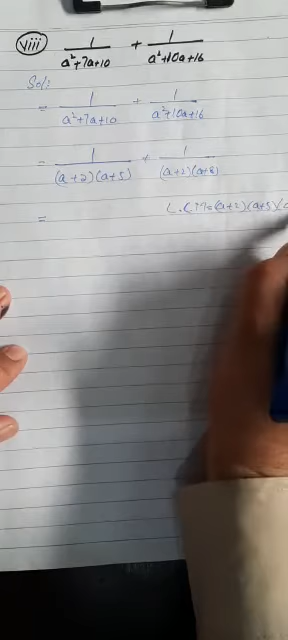 viii) 1/(a²+7a+10) + 1/(a²+10a+16)
Sol:
= 1/(a²+7a+10) + 1/(a²+10a+16)
= 1/((a+2)(a+5)) + 1/((a+2)(a+8))
= L.CM=(a+2)(a+5)(